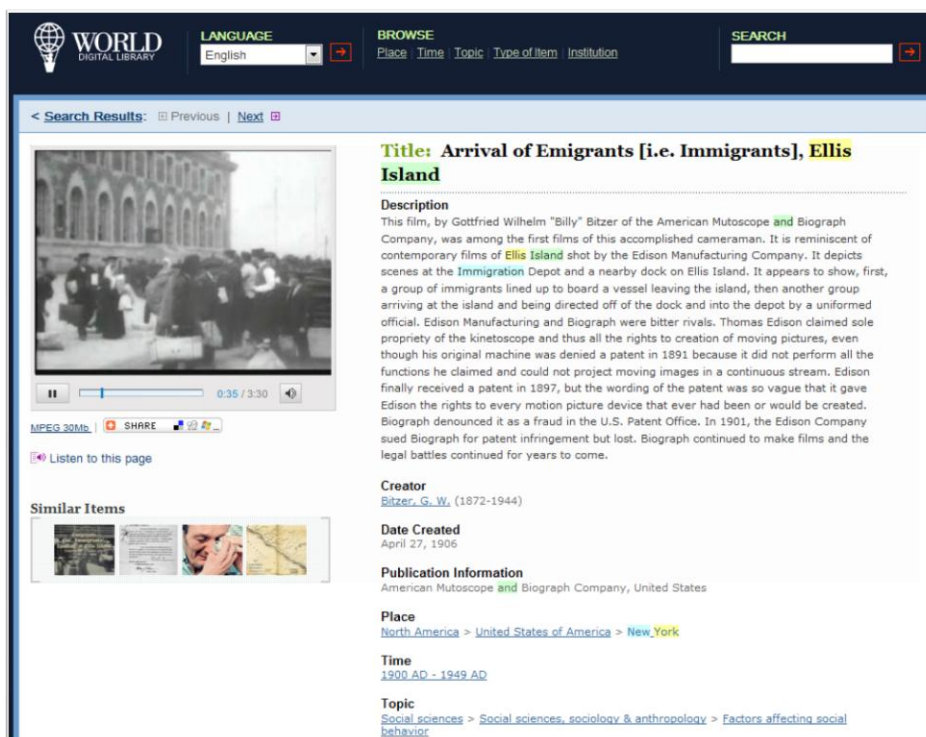 WORLD
DIGITAL LIBRARY
LANGUAGE
English
BROWSE
Place | Time | Topic | Type of Item | Institution
SEARCH
< Search Results: Previous | Next
Title: Arrival of Emigrants [i.e. Immigrants], Ellis
Island
Description
This film, by Gottfried Wilhelm "Billy" Bitzer of the American Mutoscope and Biograph
Company, was among the first films of this accomplished cameraman. It is reminiscent of
contemporary films of Ellis Island shot by the Edison Manufacturing Company. It depicts
scenes at the Immigration Depot and a nearby dock on Ellis Island. It appears to show, first,
a group of immigrants lined up to board a vessel leaving the island, then another group
arriving at the island and being directed off of the dock and into the depot by a uniformed
official. Edison Manufacturing and Biograph were bitter rivals. Thomas Edison claimed sole
propriety of the kinetoscope and thus all the rights to creation of moving pictures, even
though his original machine was denied a patent in 1891 because it did not perform all the
functions he claimed and could not project moving images in a continuous stream. Edison
finally received a patent in 1897, but the wording of the patent was so vague that it gave
Edison the rights to every motion picture device that ever had been or would be created.
Biograph denounced it as a fraud in the U.S. Patent Office. In 1901, the Edison Company
sued Biograph for patent infringement but lost. Biograph continued to make films and the
legal battles continued for years to come.
0:35 / 3:30
MPEG 30Mb | SHARE
Listen to this page
Similar Items
Creator
Bitzer, G. W. (1872-1944)
Date Created
April 27, 1906
Publication Information
American Mutoscope and Biograph Company, United States
Place
North America > United States of America > New York
Time
1900 AD - 1949 AD
Topic
Social sciences > Social sciences, sociology & anthropology > Factors affecting social
behavior